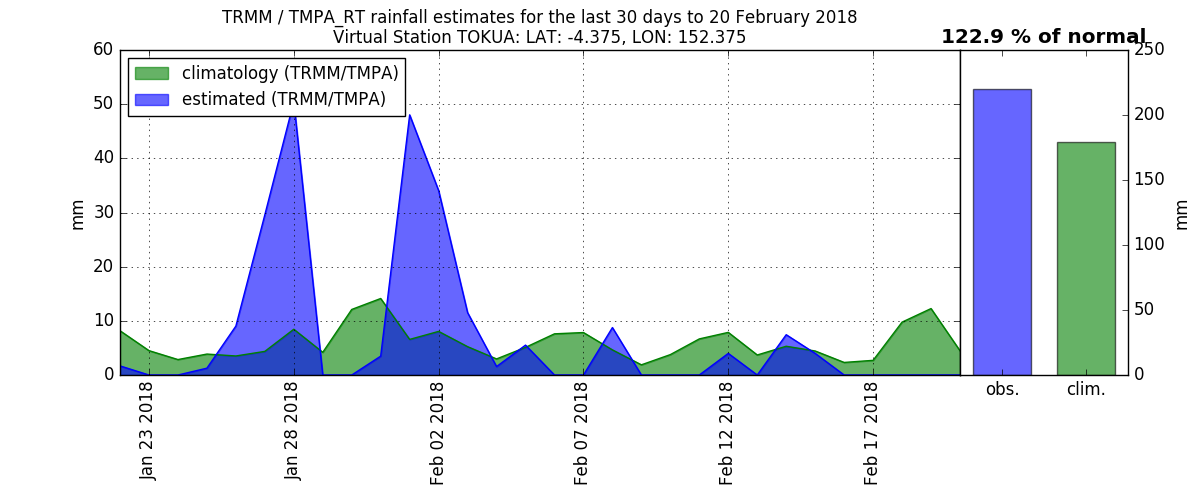 TRMM / TMPA_RT rainfall estimates for the last 30 days to 20 February 2018
Virtual Station TOKUA: LAT: -4.375, LON: 152.375
122.9 % of normal
climatology (TRMM/TMPA)
estimated (TRMM/TMPA)
60
50
40
30
20
10
0
mm
250
200
150
100
50
0
mm
Jan 23 2018
Jan 28 2018
Feb 02 2018
Feb 07 2018
Feb 12 2018
Feb 17 2018
obs.
clim.